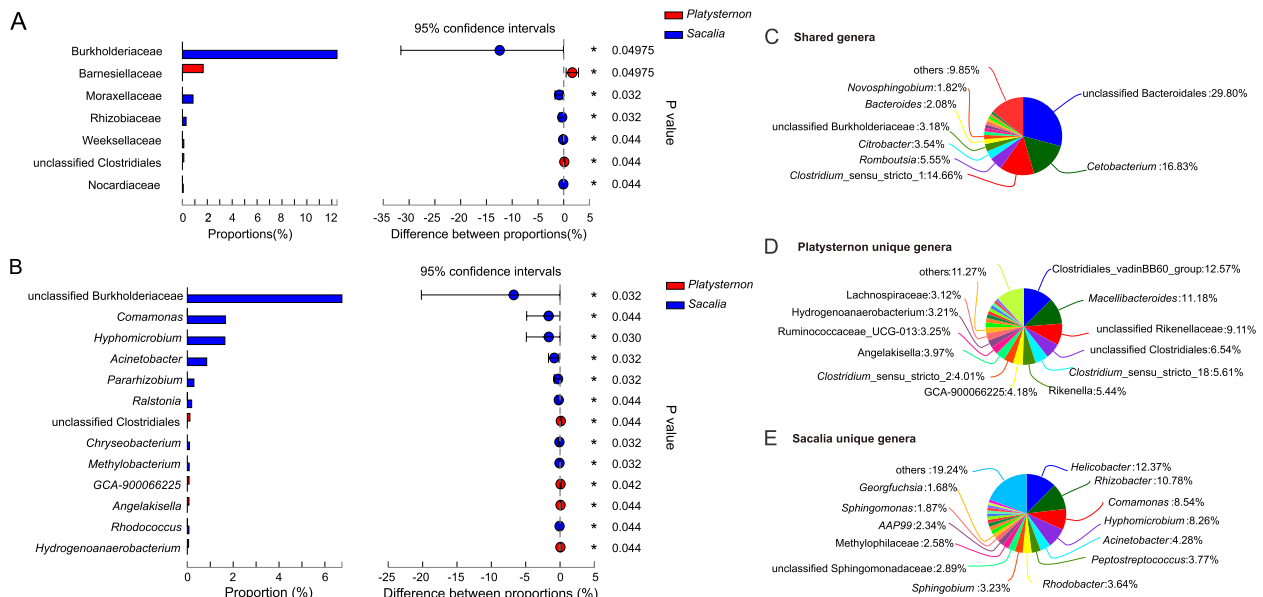 A
95% confidence intervals
Platysternon
Sacalia
Burkholderiaceae * 0.04975
Barnesiellaceae * 0.04975
Moraxellaceae * 0.032
Rhizobiaceae * 0.032
Weeksellaceae * 0.044
unclassified Clostridiales * 0.044
Nocardiaceae * 0.044
P value
0 2 4 6 8 10 12
Proportions(%)
-35 -30 -25 -20 -15 -10 -5 0 5
Difference between proportions(%)
B
95% confidence intervals
Platysternon
Sacalia
unclassified Burkholderiaceae * 0.032
Comamonas * 0.044
Hyphomicrobium * 0.030
Acinetobacter * 0.032
Pararhizobium * 0.032
Ralstonia * 0.044
unclassified Clostridiales * 0.044
Chryseobacterium * 0.032
Methylobacterium * 0.032
GCA-900066225 * 0.042
Angelakisella * 0.044
Rhodococcus * 0.044
Hydrogenoanaerobacterium * 0.044
P value
0 2 4 6
Proportion (%)
-25 -20 -15 -10 -5 0 5
Difference between proportions(%)
C Shared genera
others :9.85%
Novosphingobium:1.82%
Bacteroides:2.08%
unclassified Burkholderiaceae:3.18%
Citrobacter:3.54%
Romboutsia:5.55%
Clostridium_sensu_stricto_1:14.66%
unclassified Bacteroidales:29.80%
Cetobacterium:16.83%
D Platysternon unique genera
others:11.27%
Lachnospiraceae:3.12%
Hydrogenoanaerobacterium:3.21%
Ruminococcaceae_UCG-013:3.25%
Angelakisella:3.97%
Clostridium_sensu_stricto_2:4.01%
GCA-900066225:4.18%
Clostridiales_vadinBB60_group:12.57%
Macellibacteroides:11.18%
unclassified Rikenellaceae:9.11%
unclassified Clostridiales:6.54%
Clostridium_sensu_stricto_18:5.61%
Rikenella:5.44%
E Sacalia unique genera
others :19.24%
Georgfuchsia:1.68%
Sphingomonas:1.87%
AAP99:2.34%
Methylophilaceae:2.58%
unclassified Sphingomonadaceae:2.89%
Sphingobium:3.23%
Helicobacter:12.37%
Rhizobacter:10.78%
Comamonas:8.54%
Hyphomicrobium:8.26%
Acinetobacter:4.28%
Peptostreptococcus:3.77%
Rhodobacter:3.64%